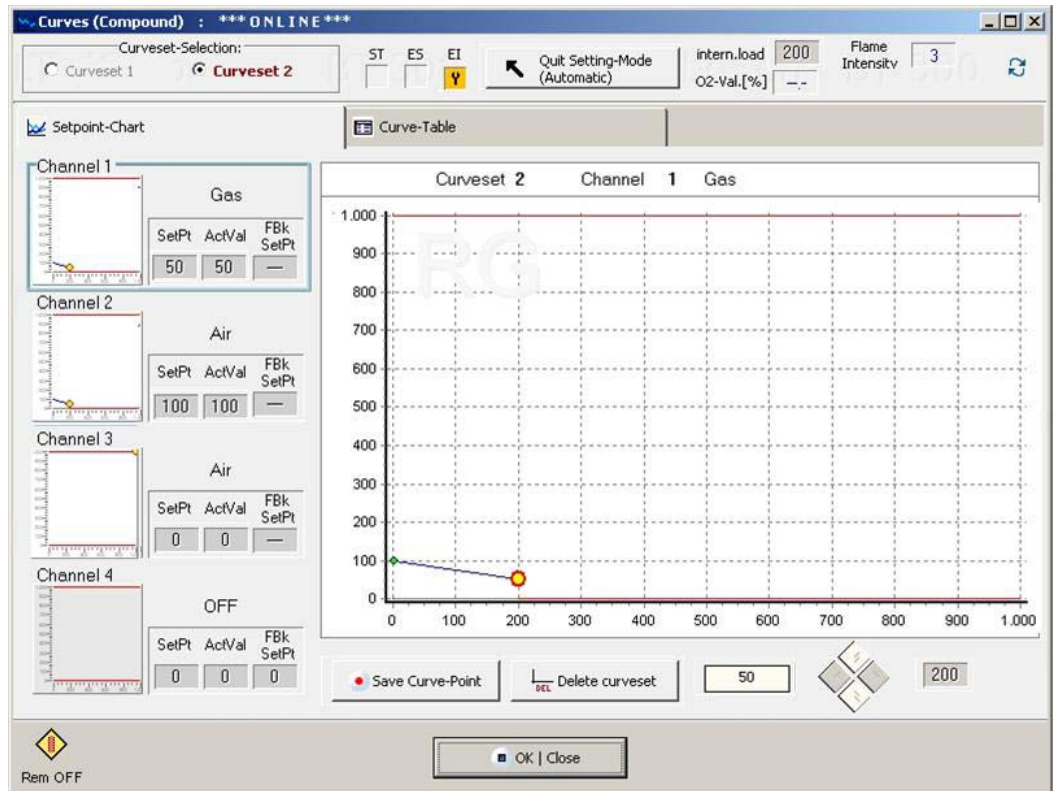 Curves (Compound) : ***ONLINE***
Curveset-Selection:
Curveset 1 Curveset 2
ST ES EI
Quit Setting-Mode
(Automatic)
intern.load 200
O2-Val.[%] -.-
Flame
Intensity 3
Setpoint-Chart
Curve-Table
Channel 1
Gas
SetPt ActVal FBk
SetPt
50 50 —
Channel 2
Air
SetPt ActVal FBk
SetPt
100 100 —
Channel 3
Air
SetPt ActVal FBk
SetPt
0 0 —
Channel 4
OFF
SetPt ActVal FBk
SetPt
0 0 0
Curveset 2 Channel 1 Gas
RG
1.000
900
800
700
600
500
400
300
200
100
0
0 100 200 300 400 500 600 700 800 900 1.000
Save Curve-Point
DEL Delete curveset
50
200
Rem OFF
OK | Close